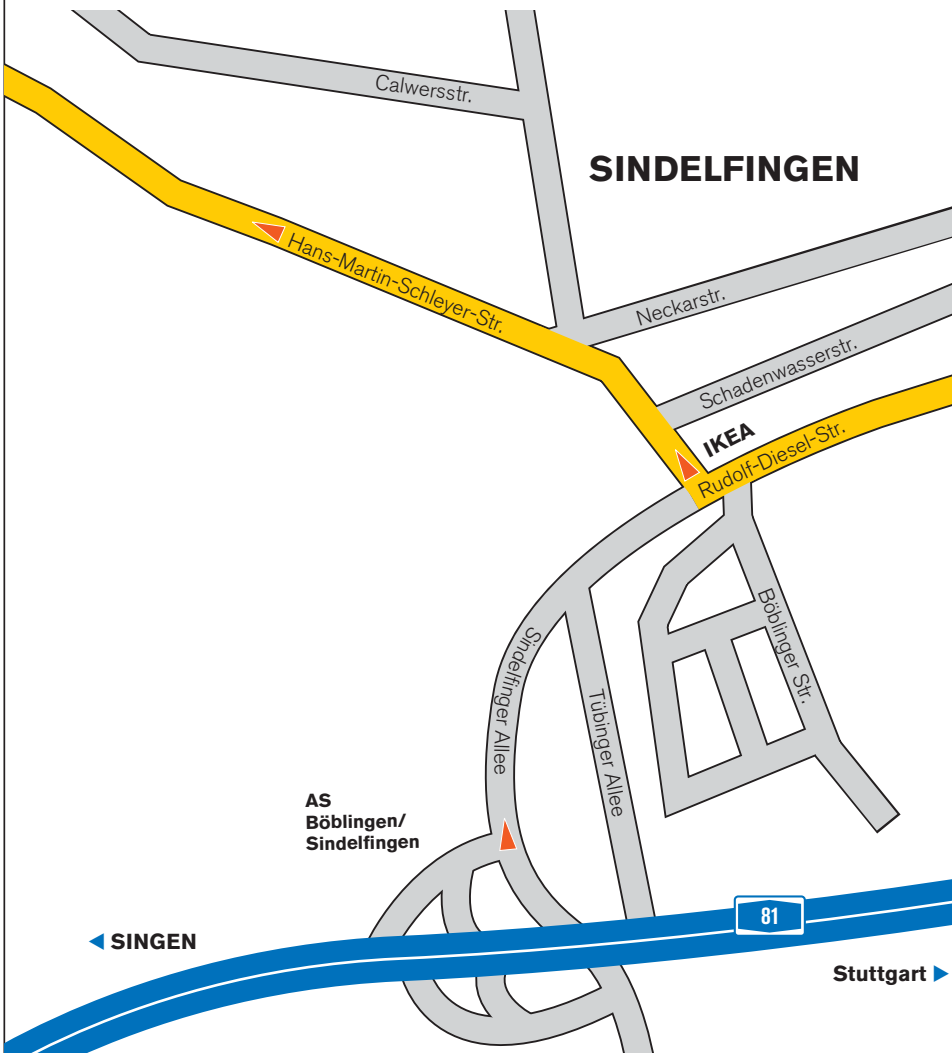 Calwersstr.
SINDELFINGEN
Hans-Martin-Schleyer-Str.
Neckarstr.
Schadenwasserstr.
IKEA
Rudolf-Diesel-Str.
Böblinger Str.
Sindelfinger Allee
Tübinger Allee
AS
Böblingen/
Sindelfingen
81
SINGEN
Stuttgart